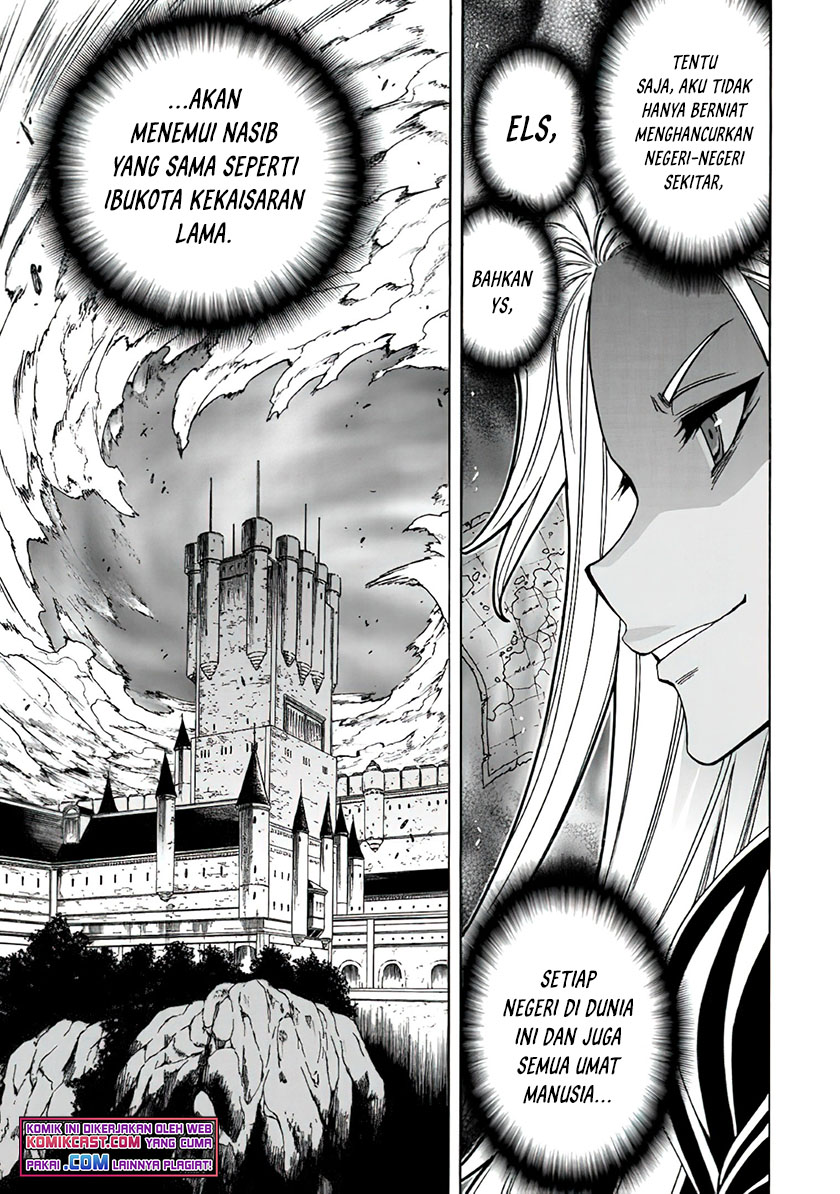 TENTU
SAJA, AKU TIDAK
HANYA BERNIAT
MENGHANCURKAN
NEGERI-NEGERI
SEKITAR,
ELS,
BAHKAN
YS,
SETIAP
NEGERI DI DUNIA
INI DAN JUGA
SEMUA UMAT
MANUSIA...
...AKAN
MENEMUI NASIB
YANG SAMA SEPERTI
IBUKOTA KEKAISARAN
LAMA.
KOMIK INI DIKERJAKAN OLEH WEB
KOMIKCAST.COM YANG CUMA
PAKAI .COM LAINNYA PLAGIAT!